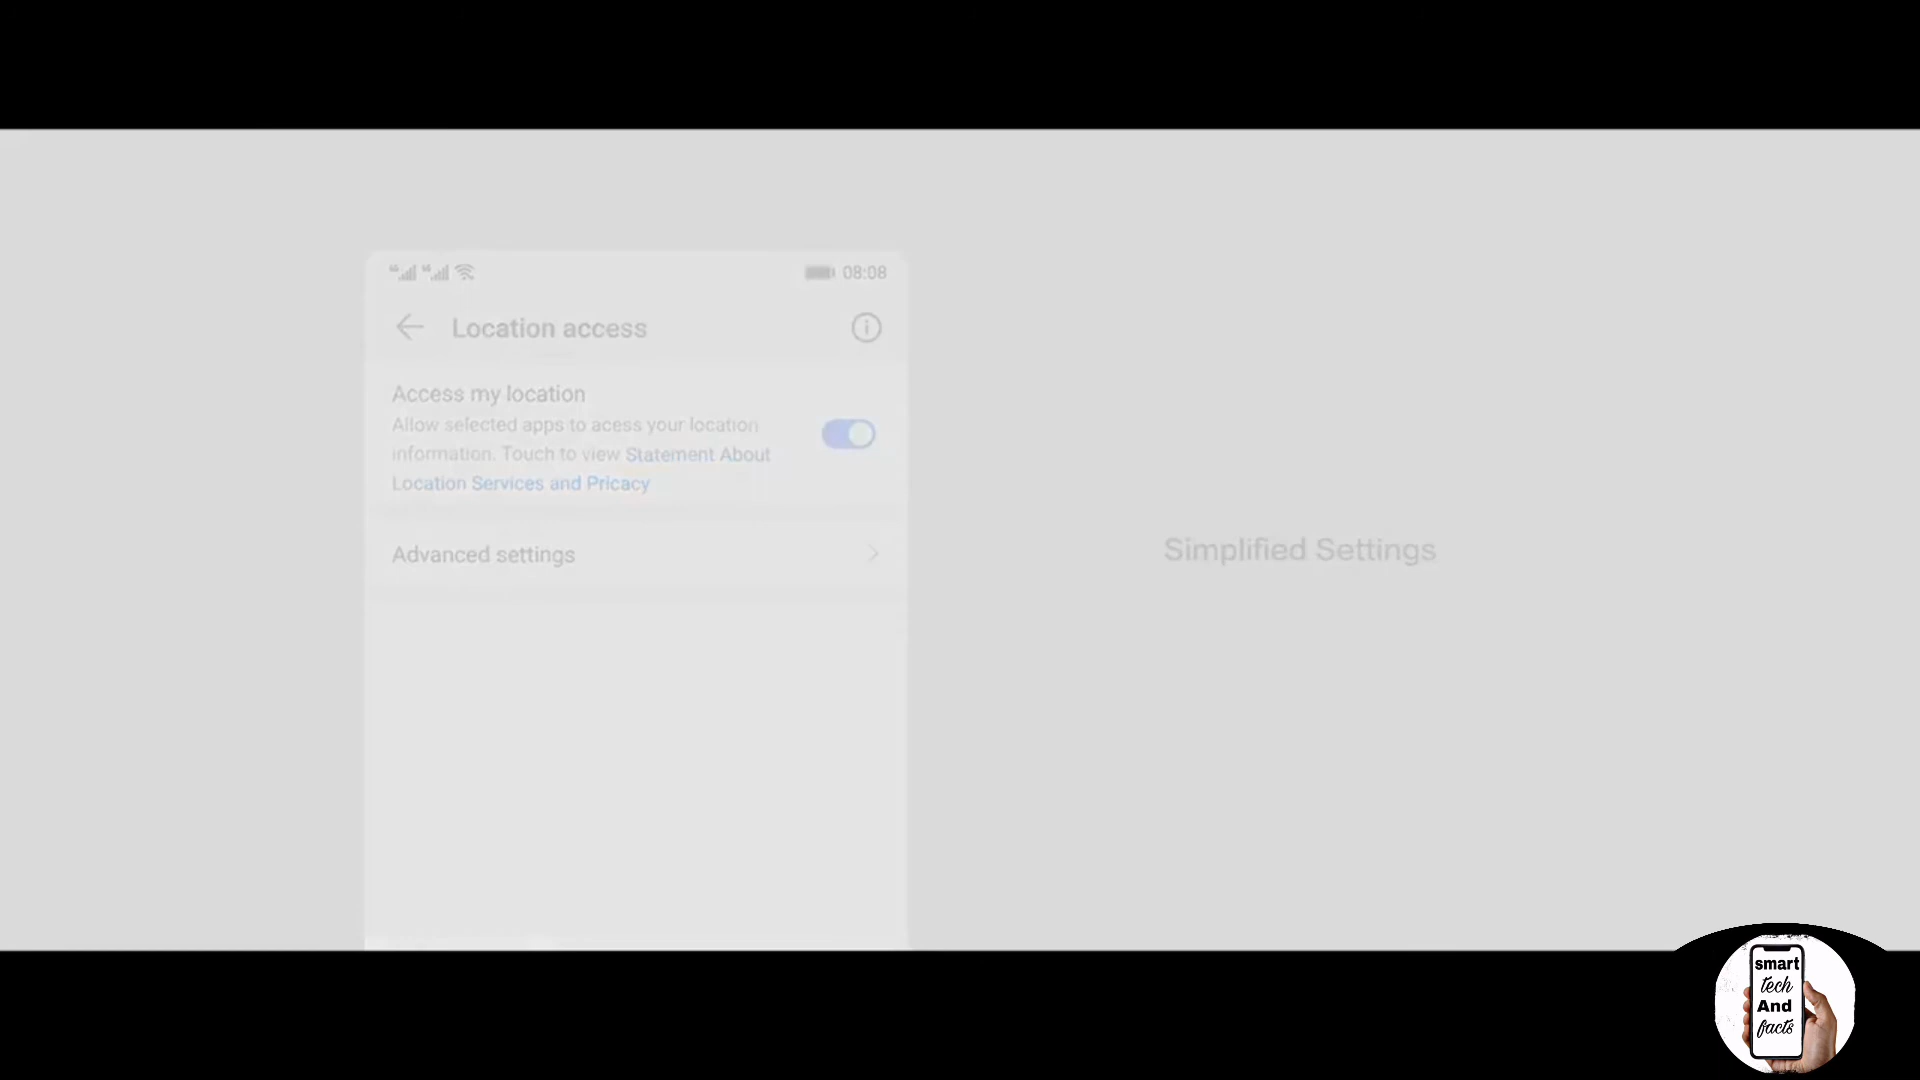 08:08
Location access
Access my location
Allow selected apps to acess your location
information. Touch to view Statement About
Location Services and Pricacy
Advanced settings
Simplified Settings
smart
tech
And
facts